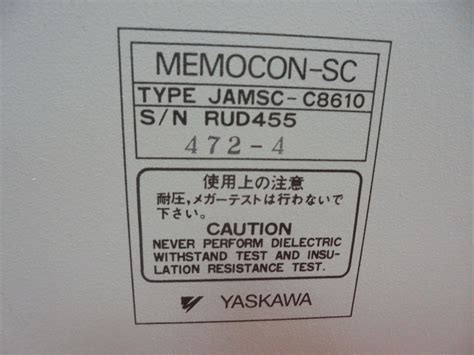 MEMOCON-SC
TYPE JAMSC-C8610
S/N RUD455
472-4
使用上の注意
耐圧,メガーテストは行わないで
下さい。
CAUTION
NEVER PERFORM DIELECTRIC
WITHSTAND TEST AND INSU-
LATION RESISTANCE TEST.
YASKAWA